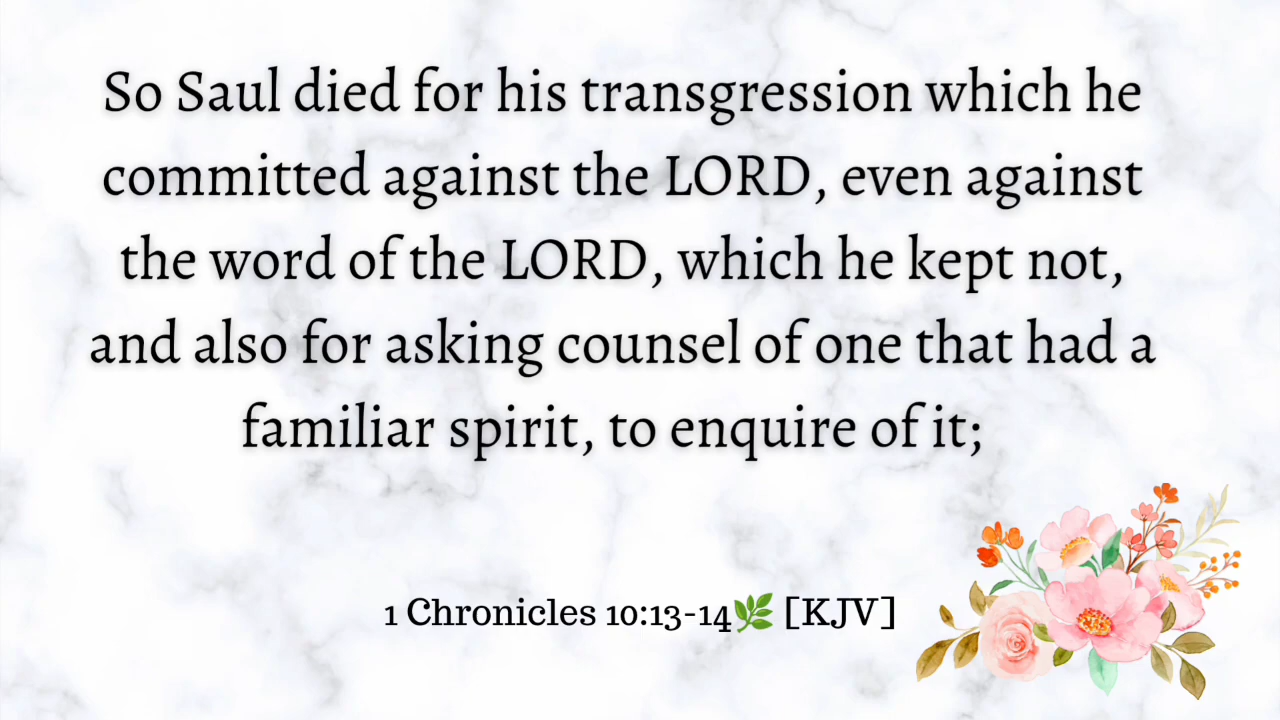 So Saul died for his transgression which he
committed against the LORD, even against
the word of the LORD, which he kept not,
and also for asking counsel of one that had a
familiar spirit, to enquire of it;
1 Chronicles 10:13-14🌿 [KJV]